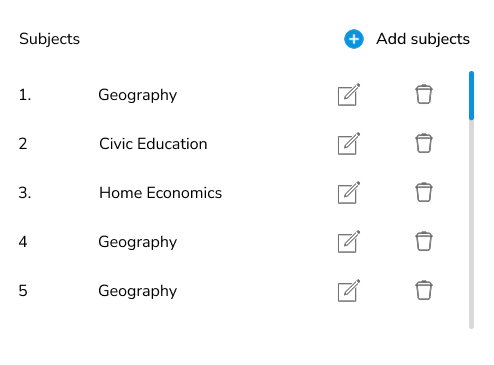 Subjects Add subjects
1. Geography
2 Civic Education
3. Home Economics
4 Geography
5 Geography